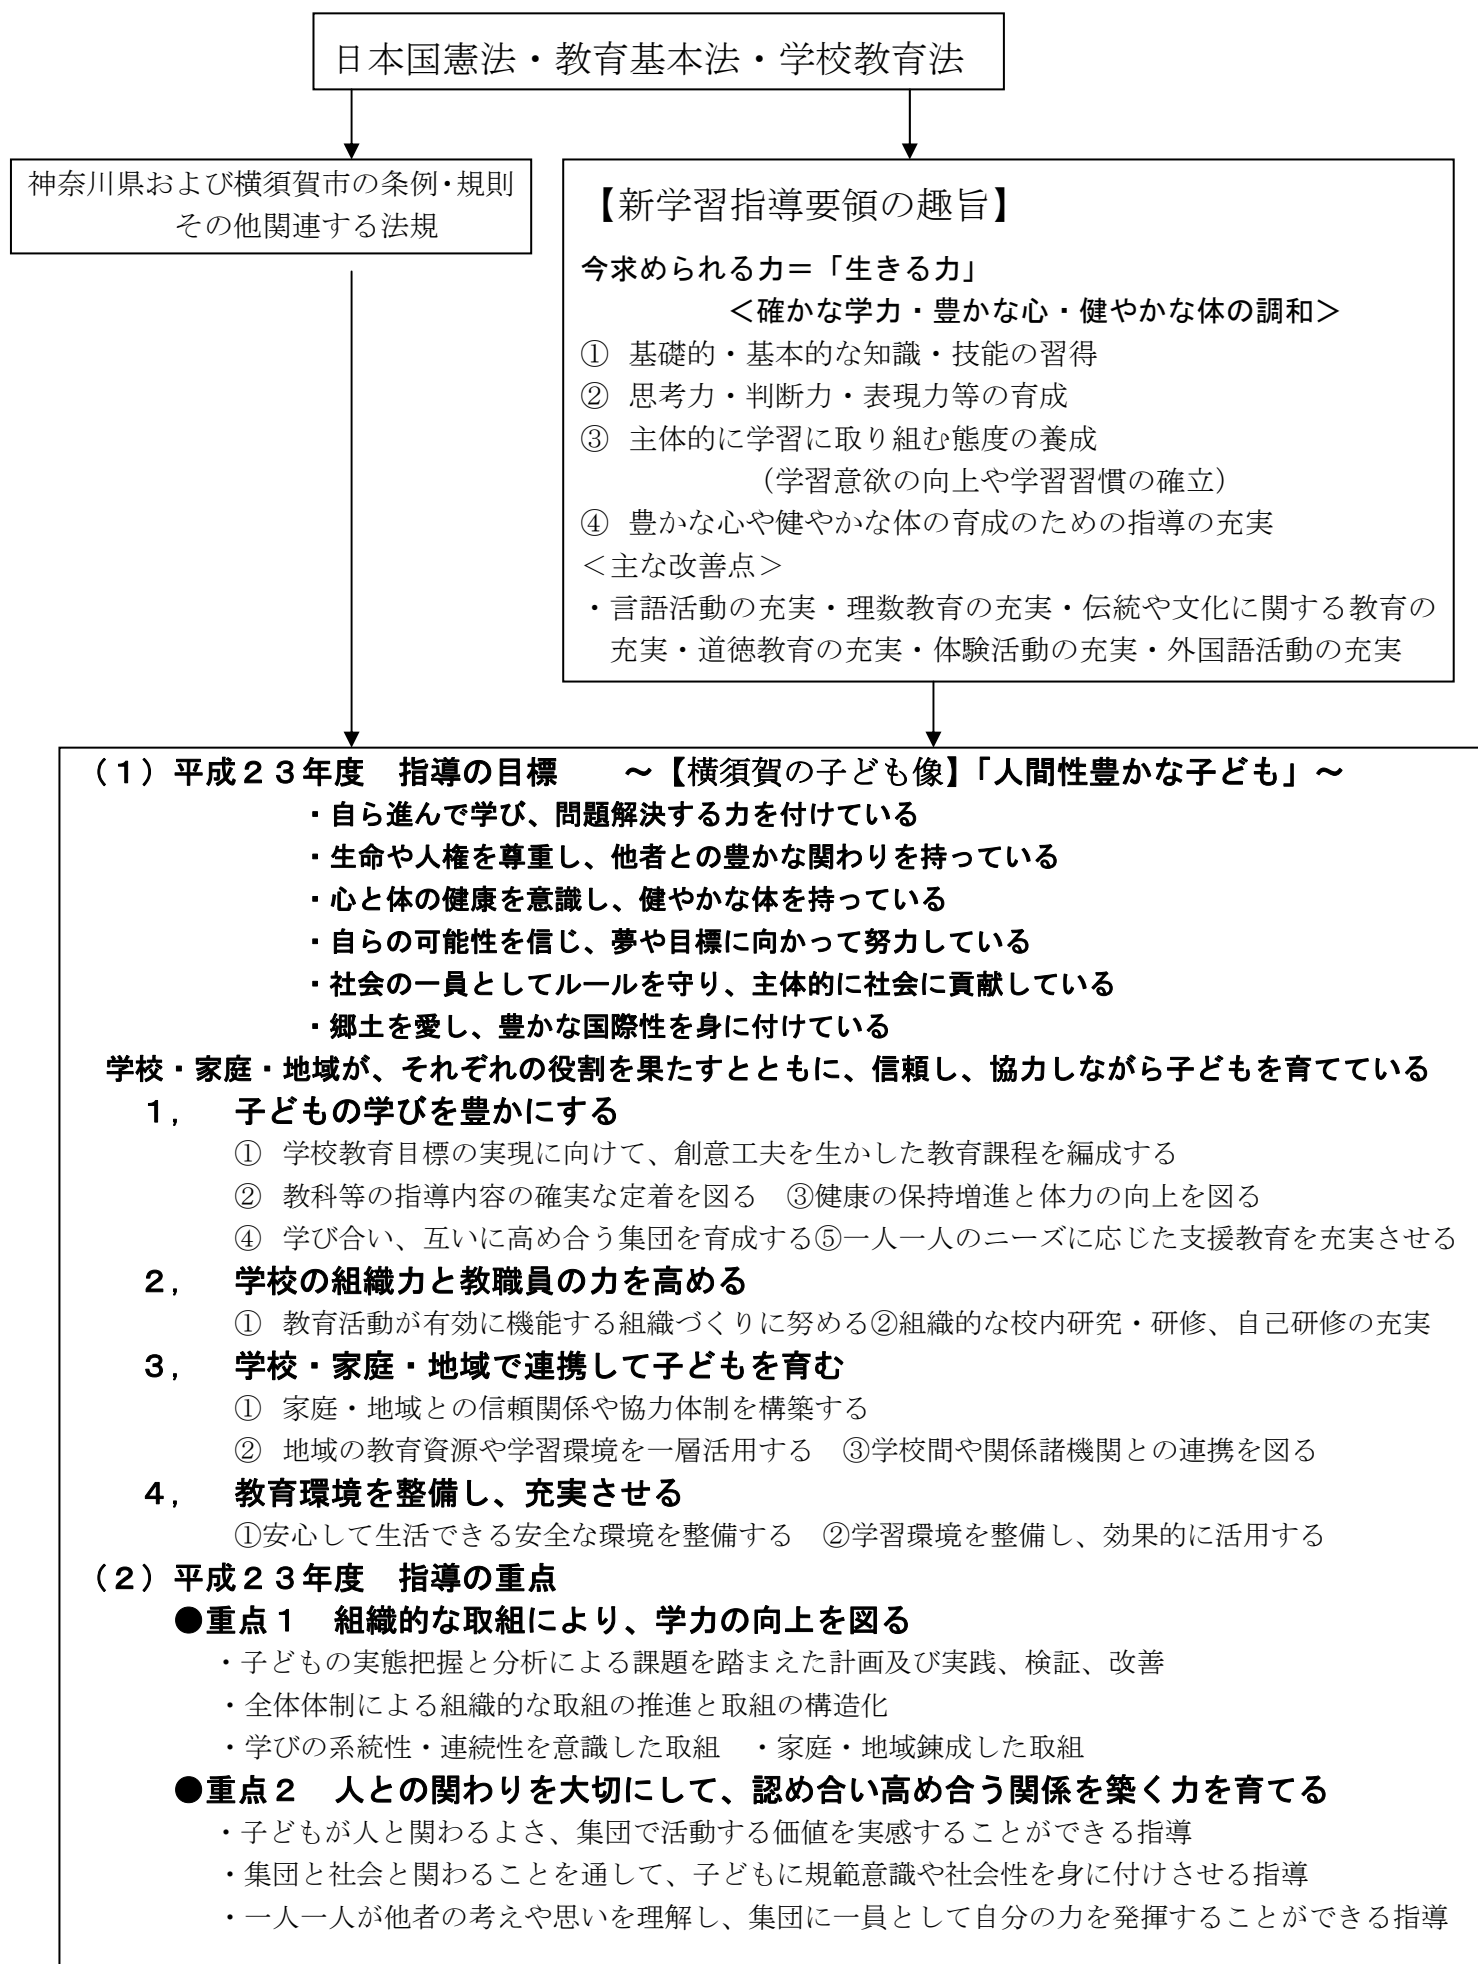 日本国憲法・教育基本法・学校教育法
神奈川県および横須賀市の条例・規則
その他関連する法規
【新学習指導要領の趣旨】
今求められる力＝「生きる力」
＜確かな学力・豊かな心・健やかな体の調和＞
① 基礎的・基本的な知識・技能の習得
② 思考力・判断力・表現力等の育成
③ 主体的に学習に取り組む態度の養成
（学習意欲の向上や学習習慣の確立）
④ 豊かな心や健やかな体の育成のための指導の充実
＜主な改善点＞
・言語活動の充実・理数教育の充実・伝統や文化に関する教育の
充実・道徳教育の充実・体験活動の充実・外国語活動の充実
（１）平成２３年度　指導の目標　　～【横須賀の子ども像】「人間性豊かな子ども」～
・自ら進んで学び、問題解決する力を付けている
・生命や人権を尊重し、他者との豊かな関わりを持っている
・心と体の健康を意識し、健やかな体を持っている
・自らの可能性を信じ、夢や目標に向かって努力している
・社会の一員としてルールを守り、主体的に社会に貢献している
・郷土を愛し、豊かな国際性を身に付けている
学校・家庭・地域が、それぞれの役割を果たすとともに、信頼し、協力しながら子どもを育てている
１，　子どもの学びを豊かにする
① 学校教育目標の実現に向けて、創意工夫を生かした教育課程を編成する
② 教科等の指導内容の確実な定着を図る　③健康の保持増進と体力の向上を図る
④ 学び合い、互いに高め合う集団を育成する⑤一人一人のニーズに応じた支援教育を充実させる
２，　学校の組織力と教職員の力を高める
① 教育活動が有効に機能する組織づくりに努める②組織的な校内研究・研修、自己研修の充実
３，　学校・家庭・地域で連携して子どもを育む
① 家庭・地域との信頼関係や協力体制を構築する
② 地域の教育資源や学習環境を一層活用する　③学校間や関係諸機関との連携を図る
４，　教育環境を整備し、充実させる
①安心して生活できる安全な環境を整備する　②学習環境を整備し、効果的に活用する
（２）平成２３年度　指導の重点
●重点１　組織的な取組により、学力の向上を図る
・子どもの実態把握と分析による課題を踏まえた計画及び実践、検証、改善
・全体体制による組織的な取組の推進と取組の構造化
・学びの系統性・連続性を意識した取組　・家庭・地域錬成した取組
●重点２　人との関わりを大切にして、認め合い高め合う関係を築く力を育てる
・子どもが人と関わるよさ、集団で活動する価値を実感することができる指導
・集団と社会と関わることを通して、子どもに規範意識や社会性を身に付けさせる指導
・一人一人が他者の考えや思いを理解し、集団に一員として自分の力を発揮することができる指導